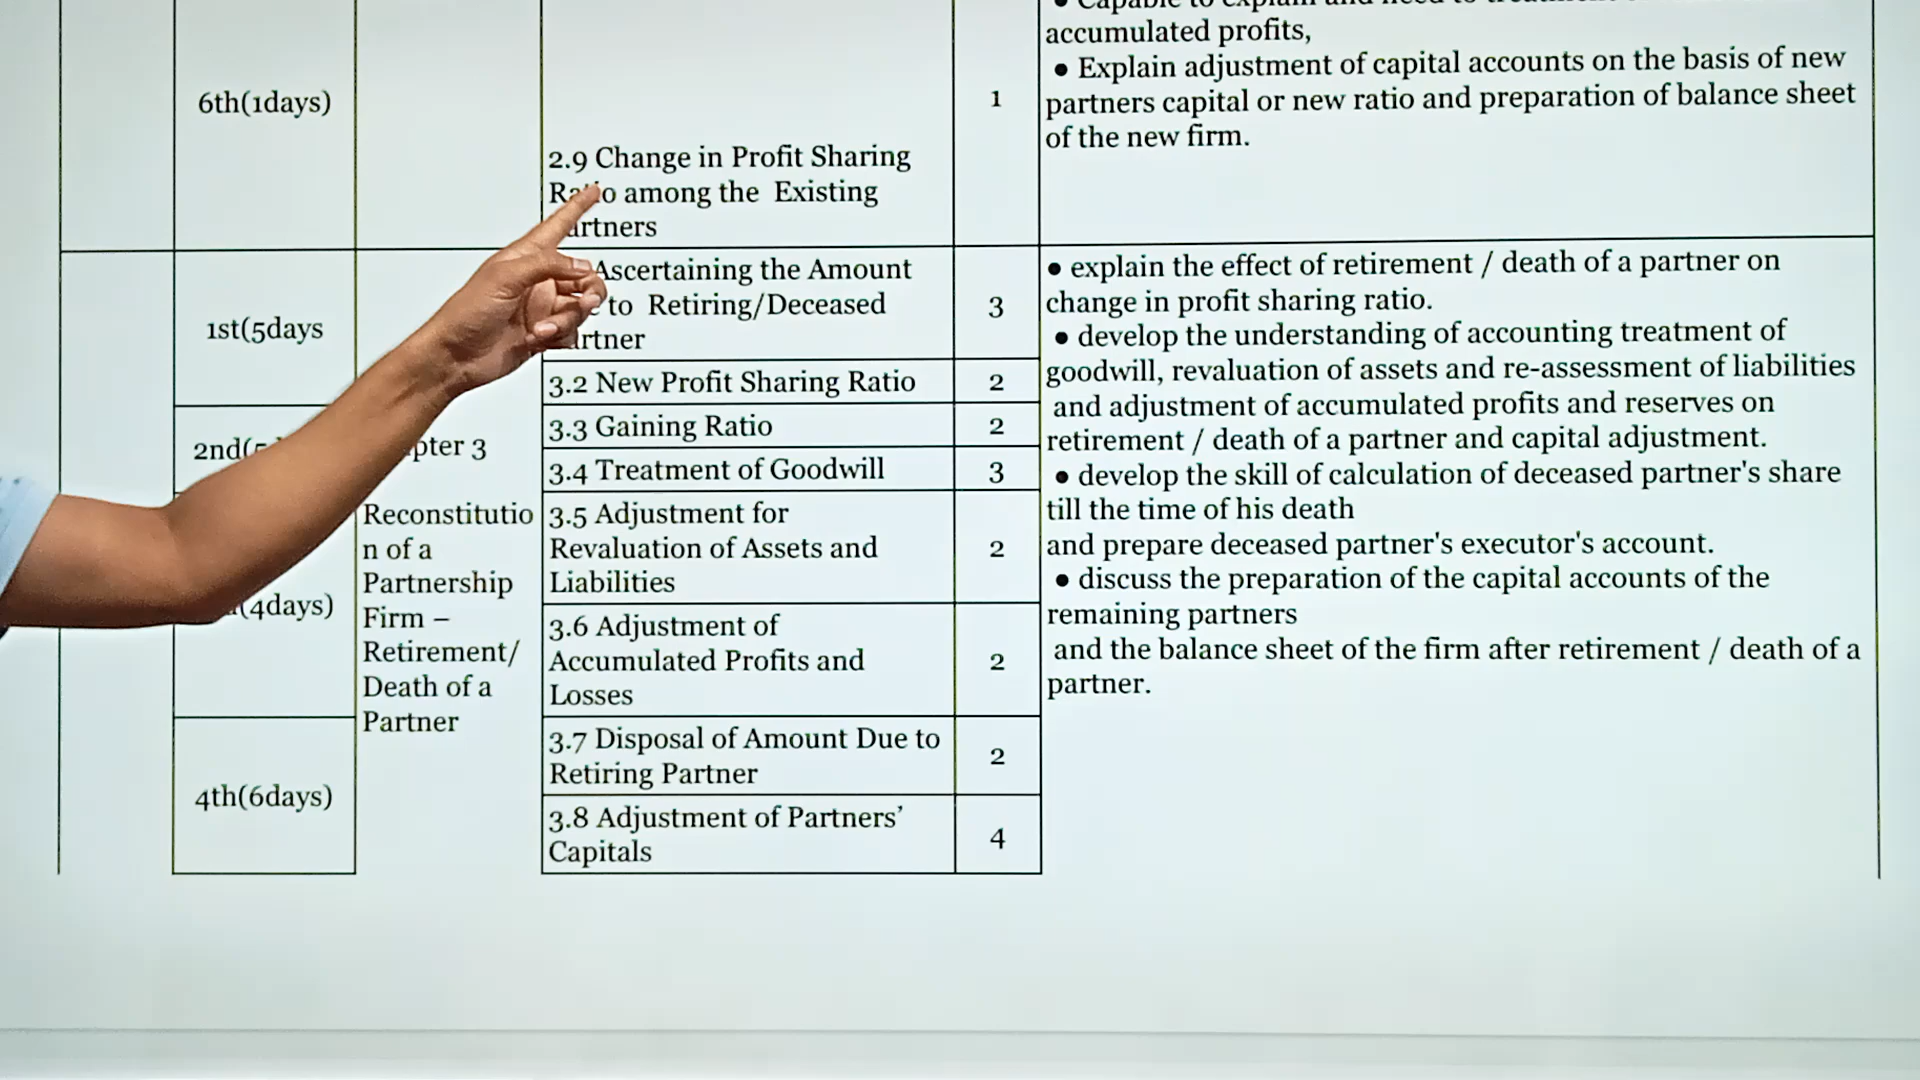 accumulated profits,
6th(1days)
1
● Explain adjustment of capital accounts on the basis of new
partners capital or new ratio and preparation of balance sheet
of the new firm.
2.9 Change in Profit Sharing
among the Existing
1st(5days
Ascertaining the Amount
to Retiring/Deceased
3
3.2 New Profit Sharing Ratio
2
3.3 Gaining Ratio
2
3.4 Treatment of Goodwill
3
3.5 Adjustment for
Revaluation of Assets and
Liabilities
2
3.6 Adjustment of
Accumulated Profits and
Losses
2
3.7 Disposal of Amount Due to
Retiring Partner
2
3.8 Adjustment of Partners’
Capitals
4
3
Reconstitutio
n of a
Partnership
Firm –
Retirement/
Death of a
Partner
(4days)
4th(6days)
● explain the effect of retirement / death of a partner on
change in profit sharing ratio.
● develop the understanding of accounting treatment of
goodwill, revaluation of assets and re-assessment of liabilities
and adjustment of accumulated profits and reserves on
retirement / death of a partner and capital adjustment.
● develop the skill of calculation of deceased partner's share
till the time of his death
and prepare deceased partner's executor's account.
● discuss the preparation of the capital accounts of the
remaining partners
and the balance sheet of the firm after retirement / death of a
partner.